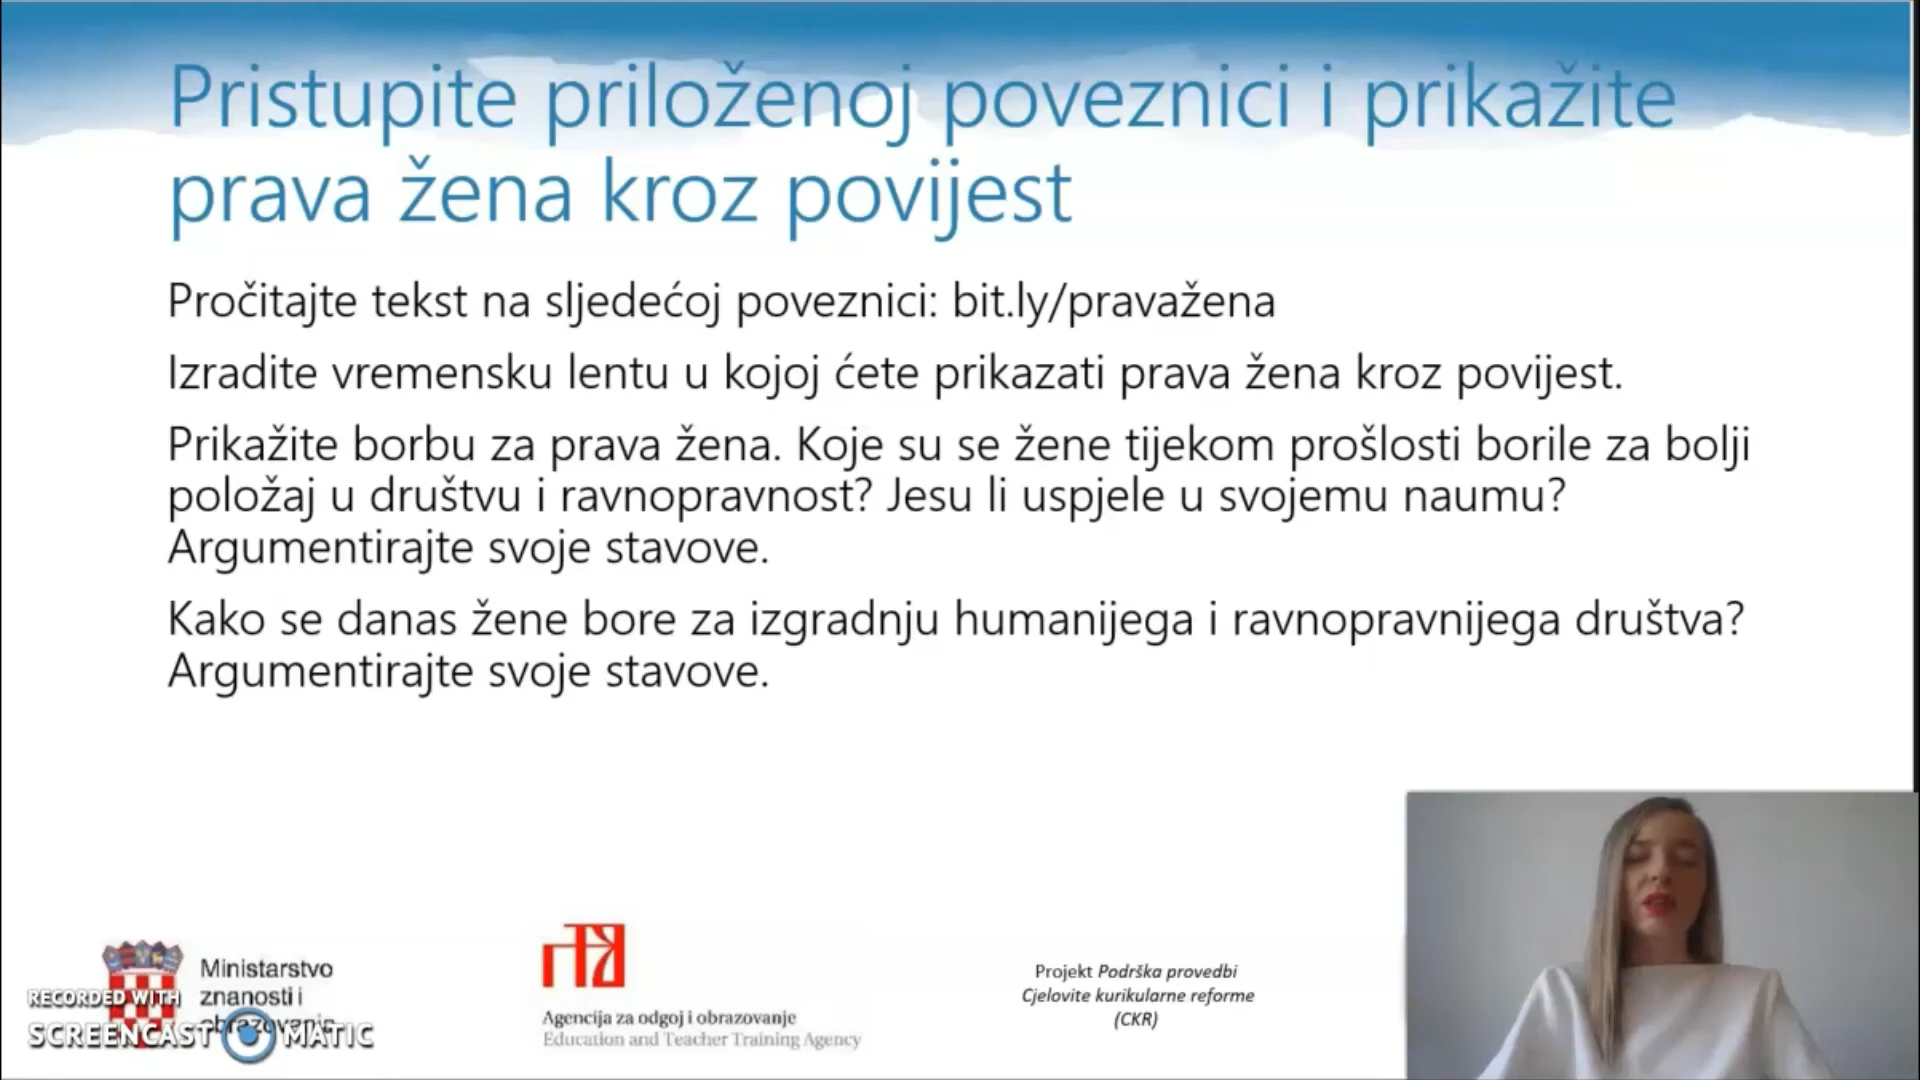 Pristupite priloženoj poveznici i prikažite
prava žena kroz povijest
Pročitajte tekst na sljedećoj poveznici: bit.ly/pravažena
Izradite vremensku lentu u kojoj ćete prikazati prava žena kroz povijest.
Prikažite borbu za prava žena. Koje su se žene tijekom prošlosti borile za bolji
položaj u društvu i ravnopravnost? Jesu li uspjele u svojemu naumu?
Argumentirajte svoje stavove.
Kako se danas žene bore za izgradnju humanijega i ravnopravnijega društva?
Argumentirajte svoje stavove.
Ministarstvo
znanosti i
obrazovanja
RECORDED WITH
SCREENCAST MATIC
Agencija za odgoj i obrazovanje
Education and Teacher Training Agency
Projekt Podrška provedbi
Cjelovite kurikularne reforme
(CKR)